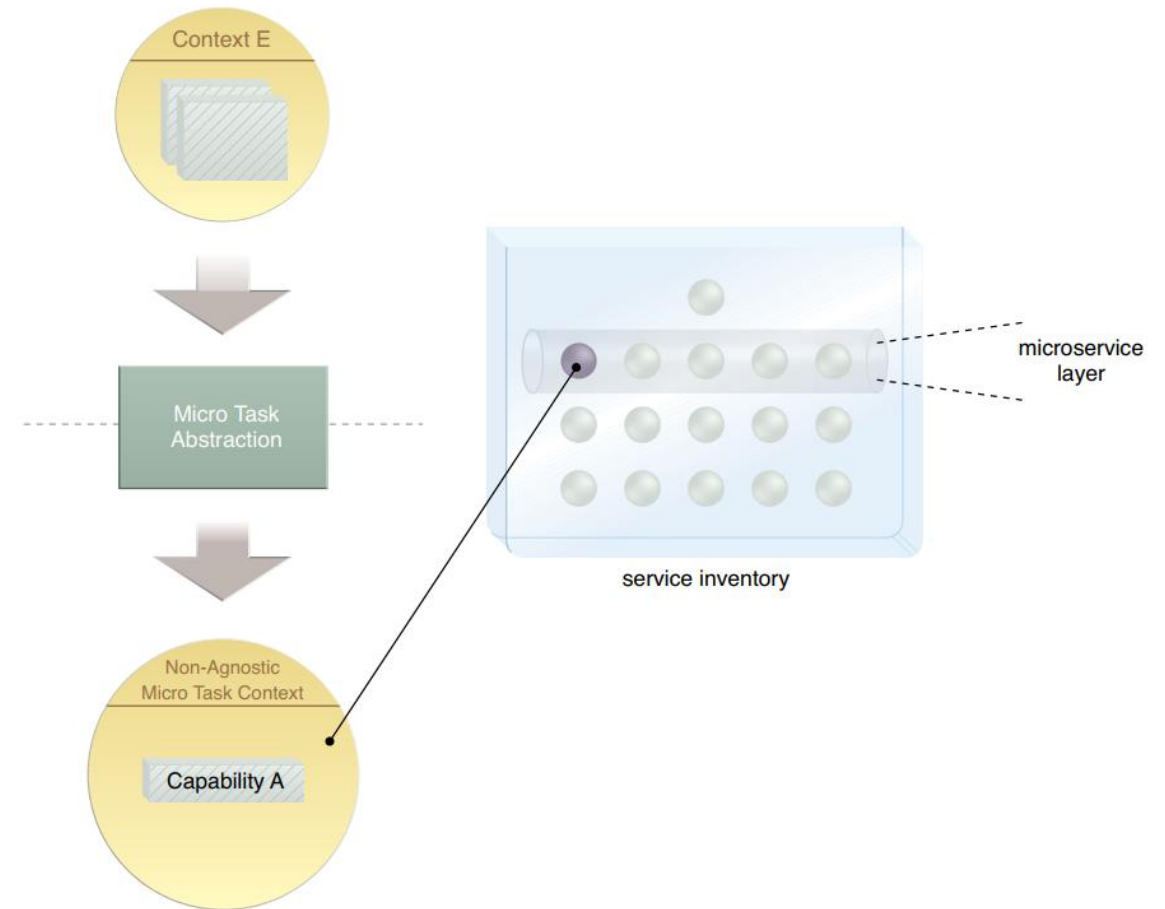 Context E
Micro Task
Abstraction
Non-Agnostic
Micro Task Context
Capability A
microservice
layer
service inventory